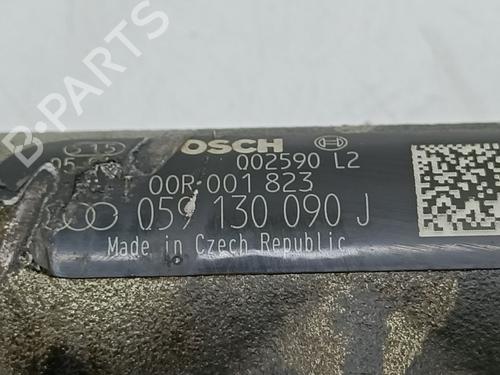 B-PARTS
BOSCH
002590 L2
00R 001 823
059 130 090 J
Made in Czech Republic